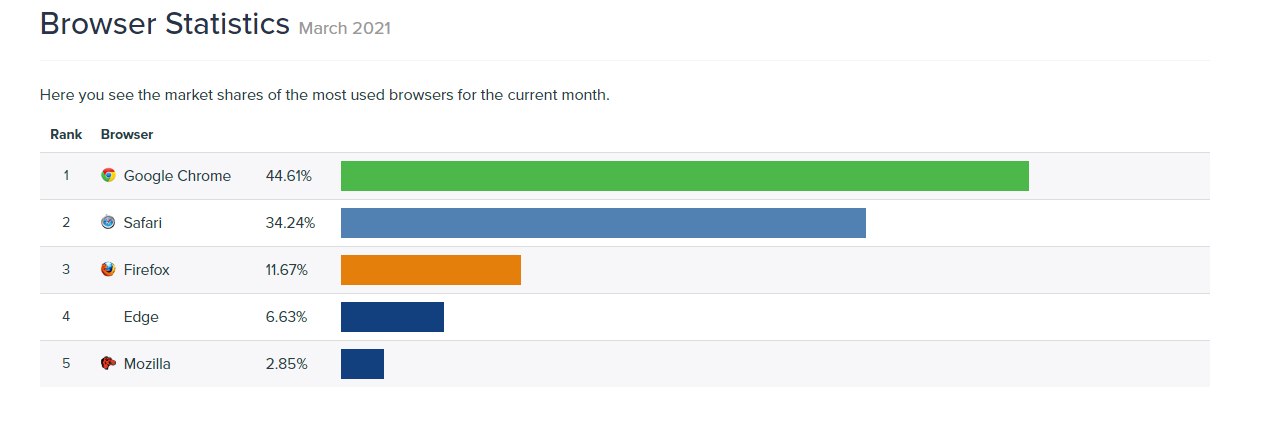 Browser Statistics March 2021
Here you see the market shares of the most used browsers for the current month.
Rank Browser
1 Google Chrome 44.61%
2 Safari 34.24%
3 Firefox 11.67%
4 Edge 6.63%
5 Mozilla 2.85%